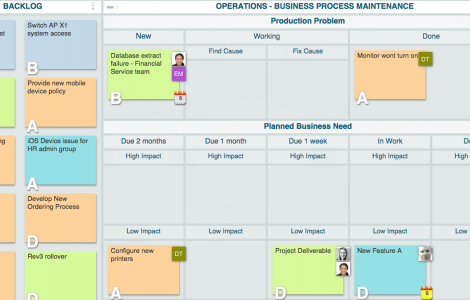 BACKLOG
OPERATIONS - BUSINESS PROCESS MAINTENANCE
Production Problem
New
Working
Done
Find Cause
Fix Cause
Switch AP X1
system access
B
Database extract
failure - Financial
Service team
EM
B
6
Monitor wont turn on
DT
A
Provide new mobile
device policy
A
Planned Business Need
Due 2 months
Due 1 month
Due 1 week
In Work
High Impact
High Impact
High Impact
High Impact
High
iOS Device issue for
HR admin group
A
Develop New
Ordering Process
D
Low Impact
Low Impact
Low Impact
Low Impact
Low
Rev3 rollover
D
Configure new
printers
DT
A
Project Deliverable
D
New Feature A
D
6